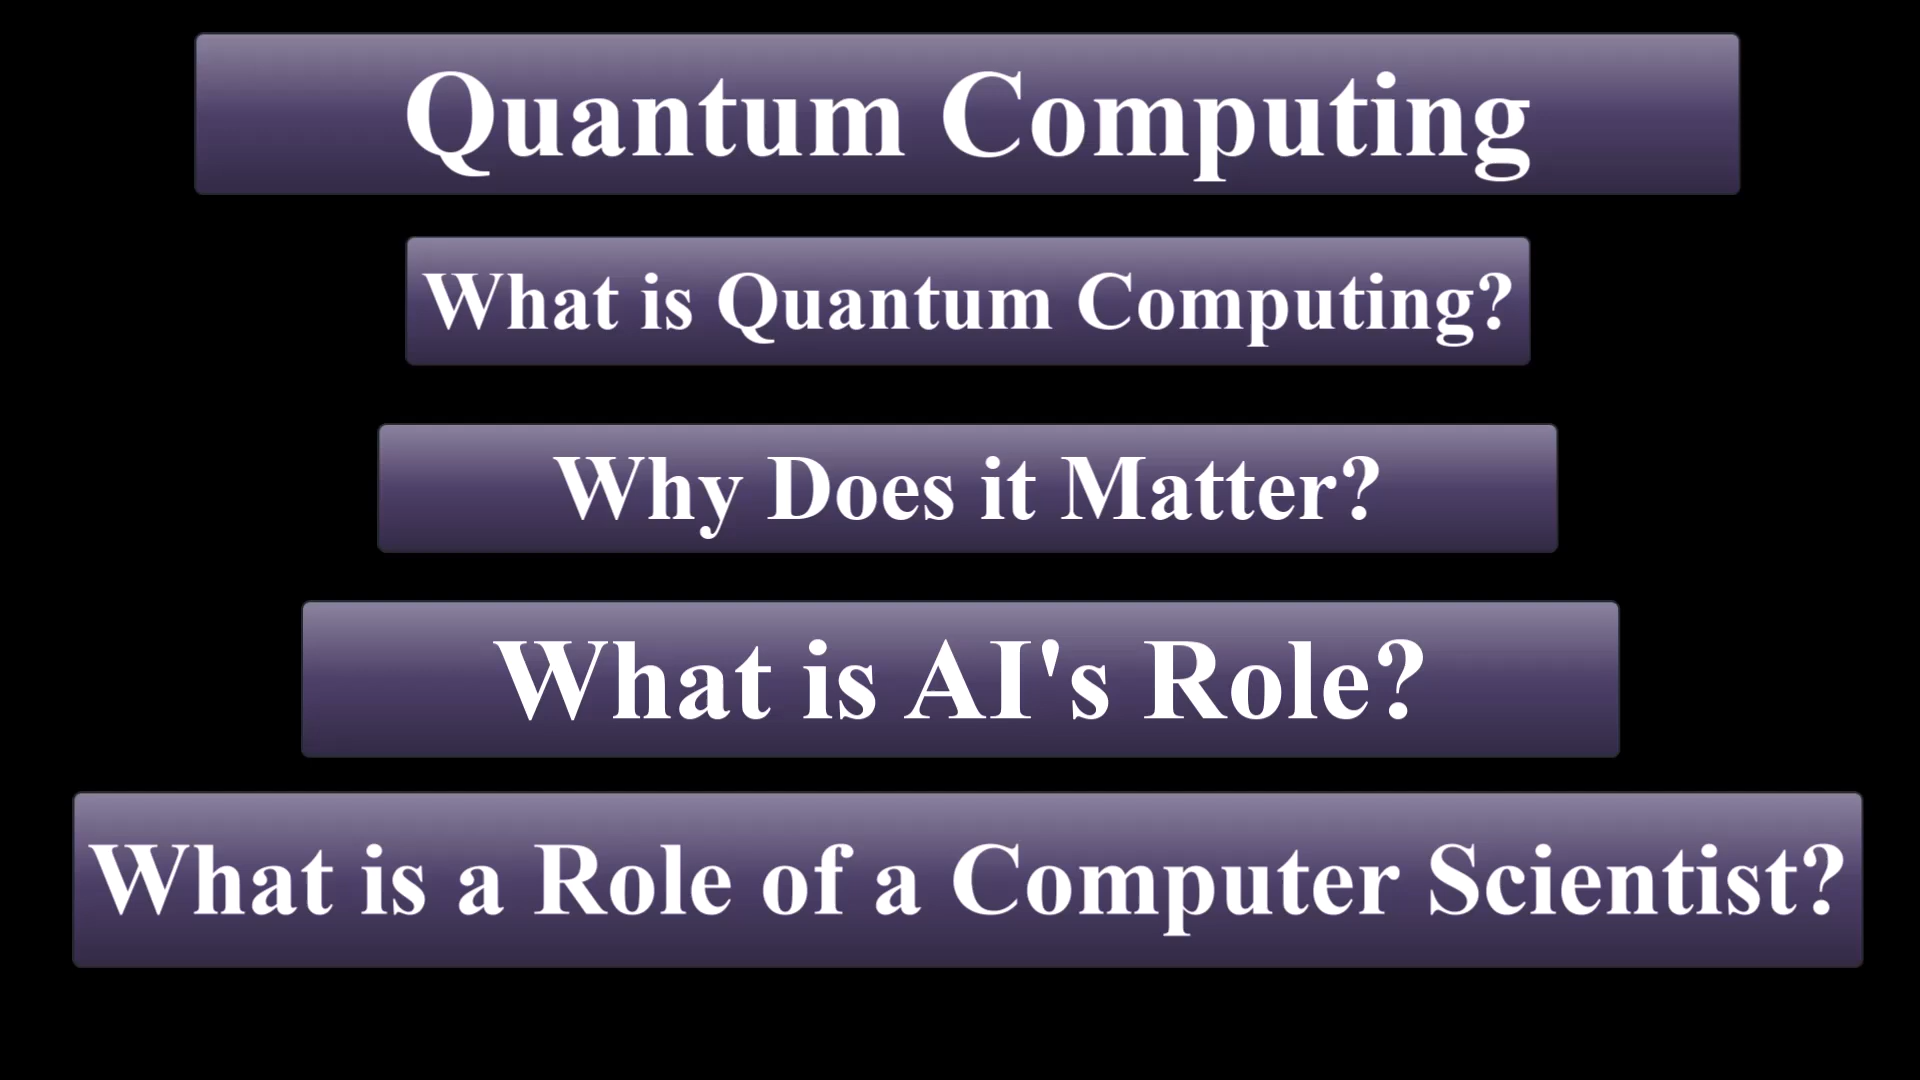 Quantum Computing
What is Quantum Computing?
Why Does it Matter?
What is AI's Role?
What is a Role of a Computer Scientist?